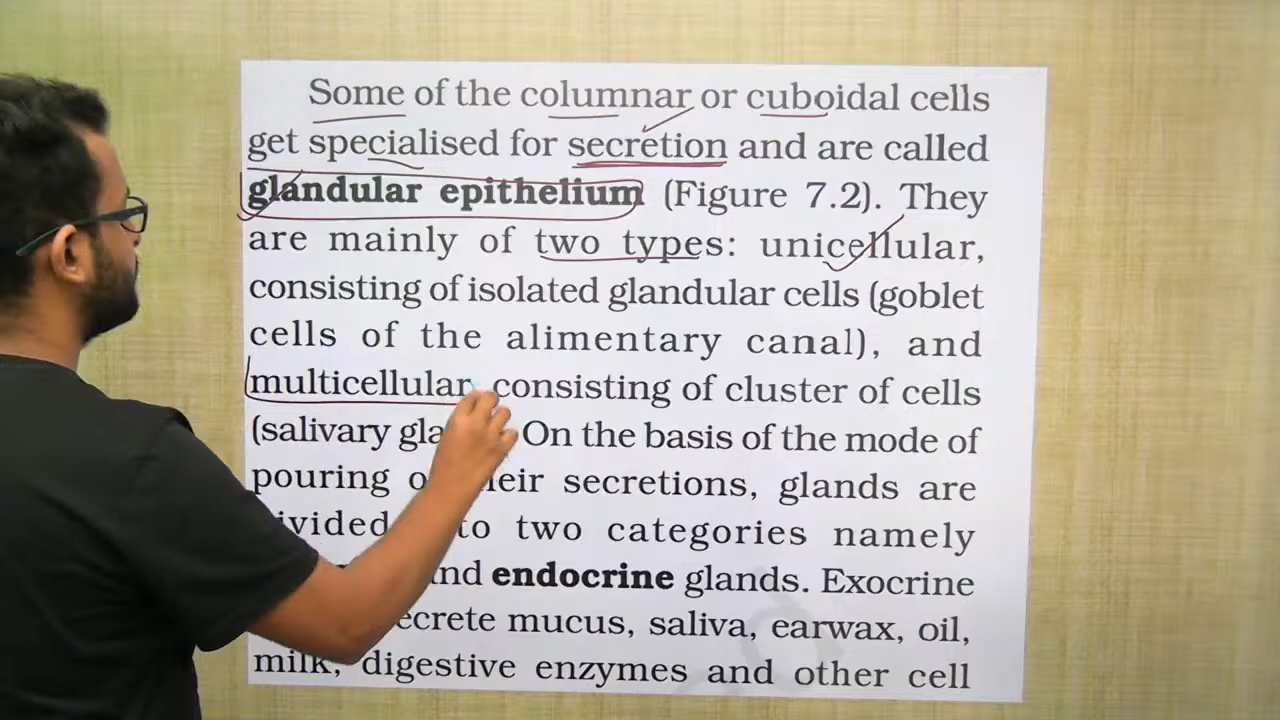 Some of the columnar or cuboidal cells
get specialised for secretion and are called
glandular epithelium (Figure 7.2). They
are mainly of two types: unicellular,
consisting of isolated glandular cells (goblet
cells of the alimentary canal), and
multicellular, consisting of cluster of cells
(salivary On the basis of the mode of
pouring secretions, glands are
two categories namely
endocrine glands. Exocrine
mucus, saliva, earwax, oil,
milk, digestive enzymes and other cell